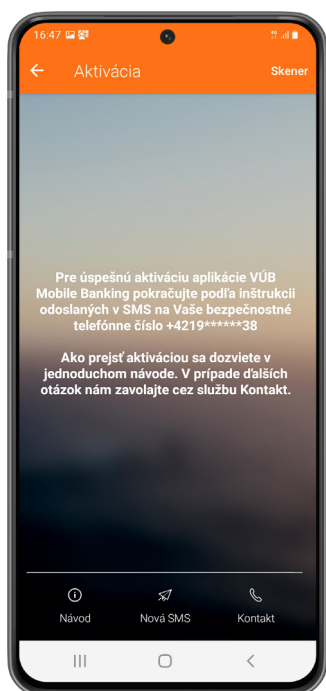 16:47
Aktivácia
Skener
Pre úspešnú aktiváciu aplikácie VÚB
Mobile Banking pokračujte podľa inštrukcii
odoslaných v SMS na Vaše bezpečnostné
telefónne číslo +4219******38
Ako prejsť aktiváciou sa dozviete v
jednoduchom návode. V prípade ďalších
otázok nám zavolajte cez službu Kontakt.
Návod
Nová SMS
Kontakt